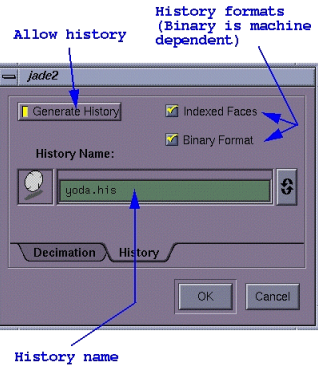 History formats
(Binary is machine
dependent)
Allow history
jade2
Generate History
Indexed Faces
Binary Format
History Name:
yoda.his
Decimation
History
OK
Cancel
History name